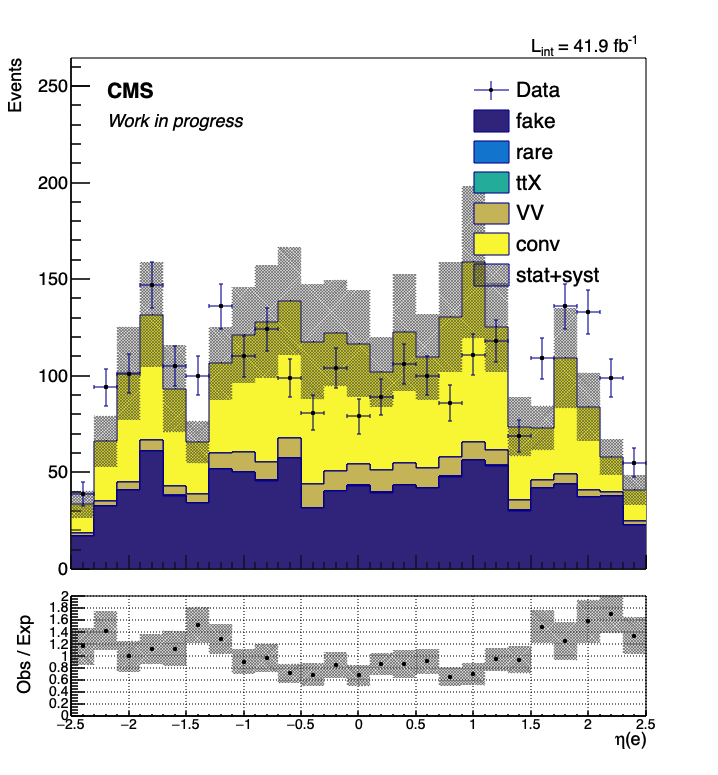 L_int = 41.9 fb^-1
Events
250
200
150
100
50
0
CMS
Work in progress
Data
fake
rare
ttX
VV
conv
stat+syst
Obs / Exp
2
1.8
1.6
1.4
1.2
1
0.8
0.6
0.4
0.2
0
−2.5 −2 −1.5 −1 −0.5 0 0.5 1 1.5 2 2.5
η(e)